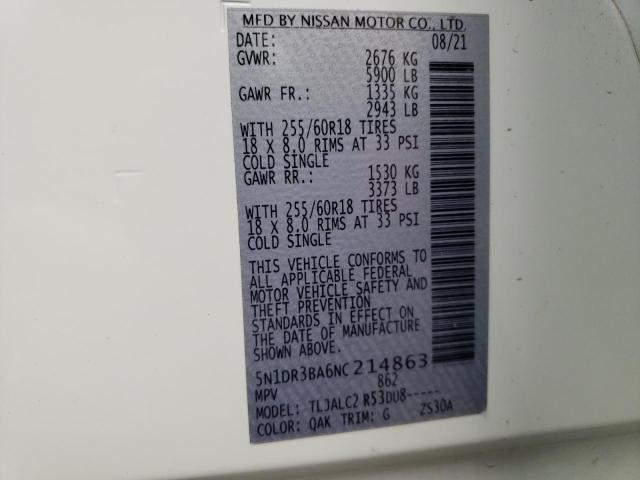 MFD BY NISSAN MOTOR CO., LTD.
DATE: 08/21
GVWR: 2676 KG
5900 LB
GAWR FR.: 1335 KG
2943 LB
WITH 255/60R18 TIRES
18 X 8.0 RIMS AT 33 PSI
COLD SINGLE
GAWR RR.: 1530 KG
3373 LB
WITH 255/60R18 TIRES
18 X 8.0 RIMS AT 33 PSI
COLD SINGLE
THIS VEHICLE CONFORMS TO
ALL APPLICABLE FEDERAL
MOTOR VEHICLE SAFETY AND
THEFT PREVENTION
STANDARDS IN EFFECT ON
THE DATE OF MANUFACTURE
SHOWN ABOVE.
5N1DR3BA6NC214863
MPV 862
MODEL: TLJALC2 R53DU8-----
COLOR: QAK TRIM: G ZS30A